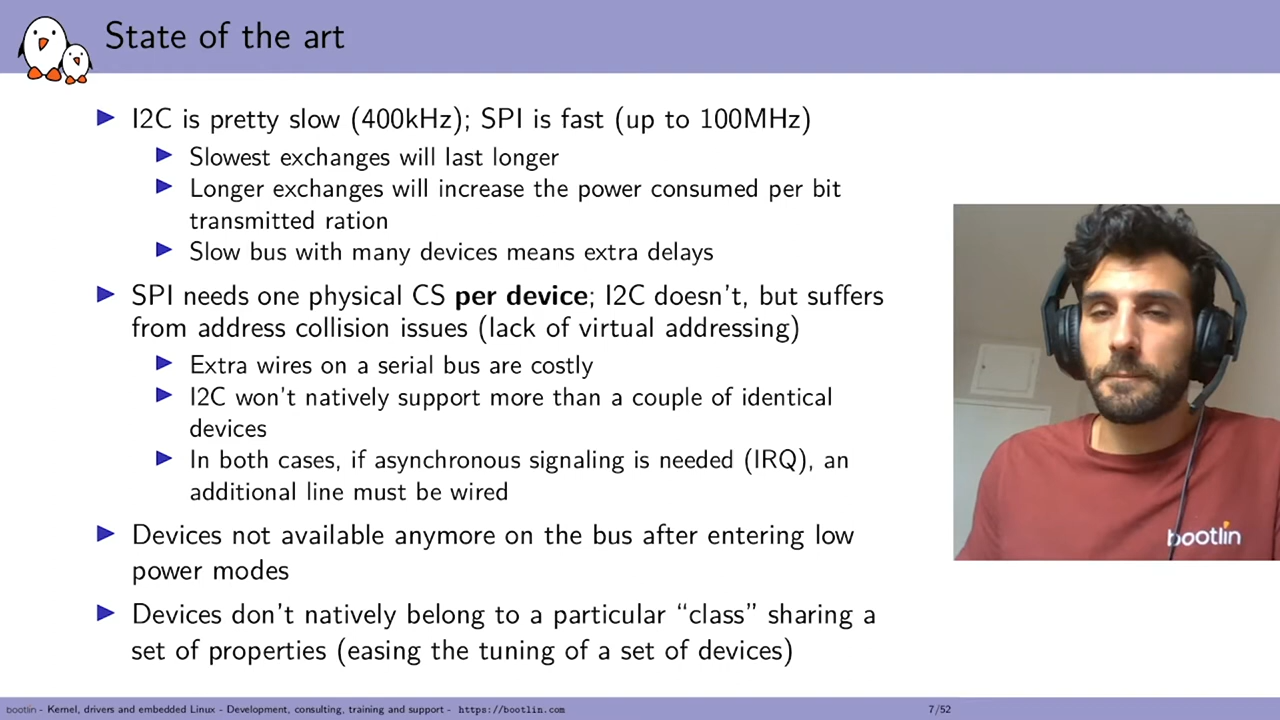 State of the art
I2C is pretty slow (400kHz); SPI is fast (up to 100MHz)
Slowest exchanges will last longer
Longer exchanges will increase the power consumed per bit
transmitted ration
Slow bus with many devices means extra delays
SPI needs one physical CS per device; I2C doesn't, but suffers
from address collision issues (lack of virtual addressing)
Extra wires on a serial bus are costly
I2C won't natively support more than a couple of identical
devices
In both cases, if asynchronous signaling is needed (IRQ), an
additional line must be wired
Devices not available anymore on the bus after entering low
power modes
Devices don't natively belong to a particular “class” sharing a
set of properties (easing the tuning of a set of devices)
bootlin
bootlin - Kernel, drivers and embedded Linux - Development, consulting, training and support - https://bootlin.com
7/52